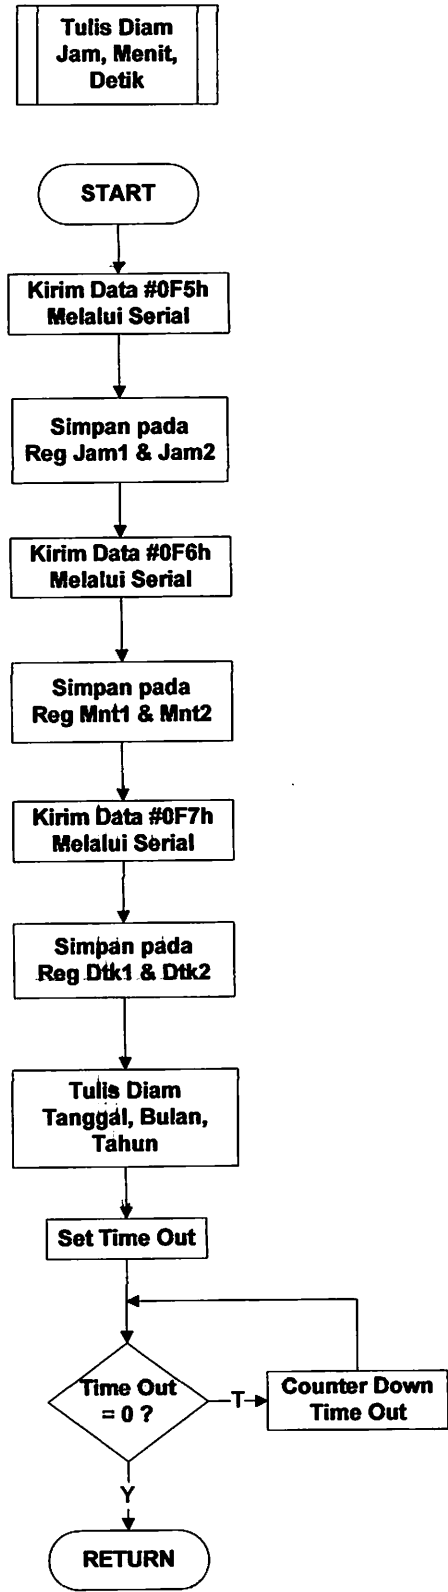 Tulis Diam
Jam, Menit,
Detik
START
Kirim Data #0F5h
Melalui Serial
Simpan pada
Reg Jam1 & Jam2
Kirim Data #0F6h
Melalui Serial
Simpan pada
Reg Mnt1 & Mnt2
Kirim Data #0F7h
Melalui Serial
Simpan pada
Reg Dtk1 & Dtk2
Tulis Diam
Tanggal, Bulan,
Tahun
Set Time Out
Time Out
= 0 ?
T
Counter Down
Time Out
Y
RETURN